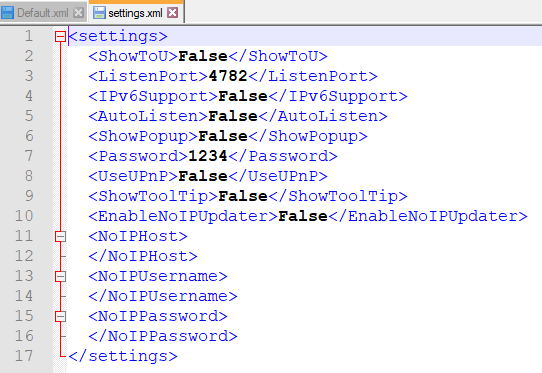 Default.xml settings.xml
1 <settings>
2 <ShowToU>False</ShowToU>
3 <ListenPort>4782</ListenPort>
4 <IPv6Support>False</IPv6Support>
5 <AutoListen>False</AutoListen>
6 <ShowPopup>False</ShowPopup>
7 <Password>1234</Password>
8 <UseUPnP>False</UseUPnP>
9 <ShowToolTip>False</ShowToolTip>
10 <EnableNoIPUpdater>False</EnableNoIPUpdater>
11 <NoIPHost>
12 </NoIPHost>
13 <NoIPUsername>
14 </NoIPUsername>
15 <NoIPPassword>
16 </NoIPPassword>
17 </settings>